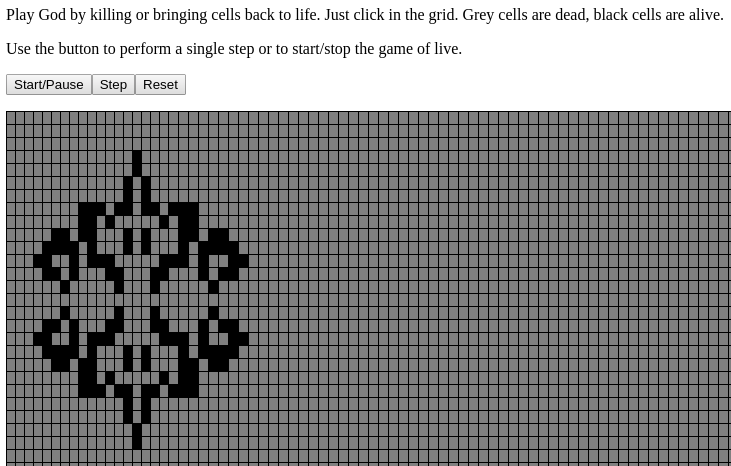 Play God by killing or bringing cells back to life. Just click in the grid. Grey cells are dead, black cells are alive.
Use the button to perform a single step or to start/stop the game of live.
Start/Pause Step Reset